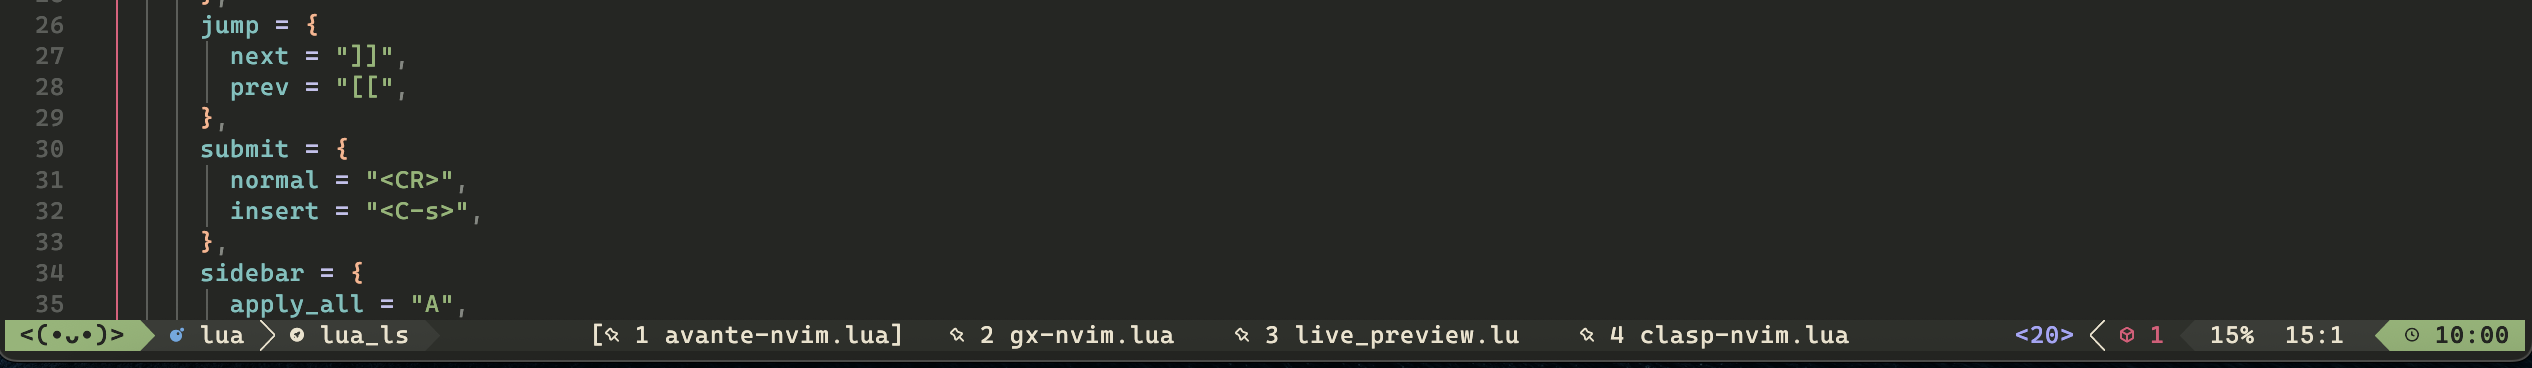 26 jump = {
27 next = "]]",
28 prev = "[[",
29 },
30 submit = {
31 normal = "<CR>",
32 insert = "<C-s>",
33 },
34 sidebar = {
35 apply_all = "A",
<(•ᴗ•)> lua lua_ls [ 1 avante-nvim.lua] 2 gx-nvim.lua 3 live_preview.lu 4 clasp-nvim.lua <20> 1 15% 15:1 10:00